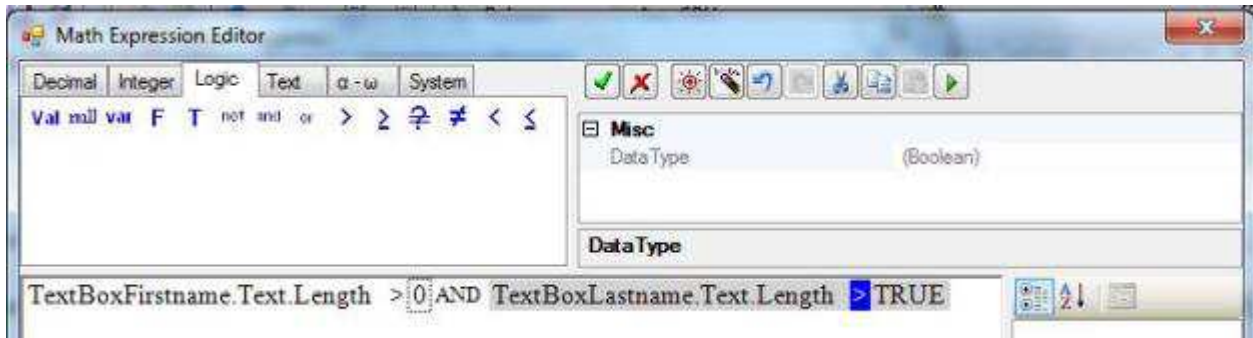 Math Expression Editor
Decimal Integer Logic Text α - ω System
Val null var F T not and or > ≥ = ≠ < ≤
Misc
DataType (Boolean)
DataType
TextBoxFirstname.Text.Length > 0 AND TextBoxLastname.Text.Length > TRUE